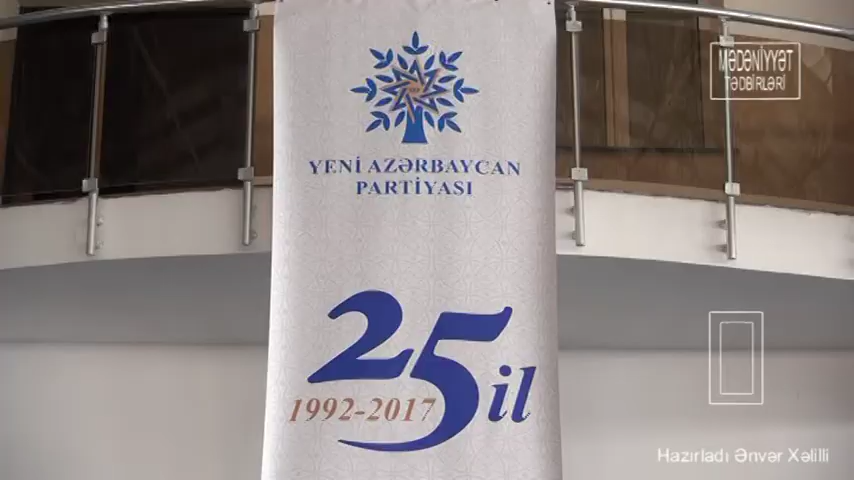 MƏDƏNİYYƏT
TƏDBİRLƏRİ
YENİ AZƏRBAYCAN
PARTİYASI
25 il
1992-2017
Hazırladı Ənvər Xəlilli